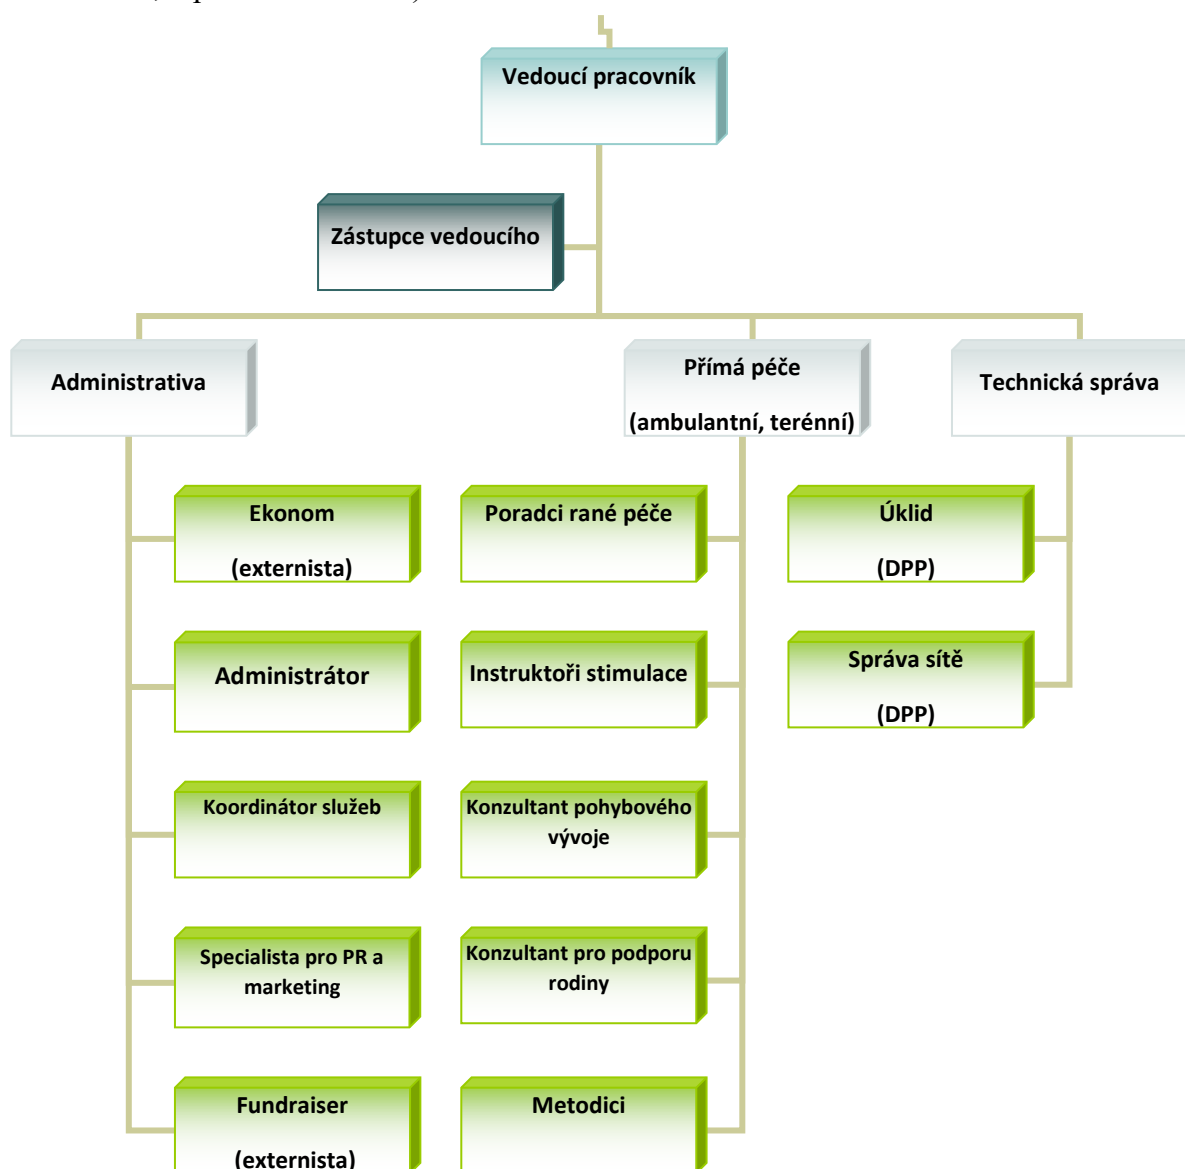 Vedoucí pracovník
Zástupce vedoucího
Administrativa
Přímá péče
(ambulantní, terénní)
Technická správa
Ekonom
(externista)
Poradci rané péče
Úklid
(DPP)
Administrátor
Instruktoři stimulace
Správa sítě
(DPP)
Koordinátor služeb
Konzultant pohybového
vývoje
Specialista pro PR a
marketing
Konzultant pro podporu
rodiny
Fundraiser
(externista)
Metodici